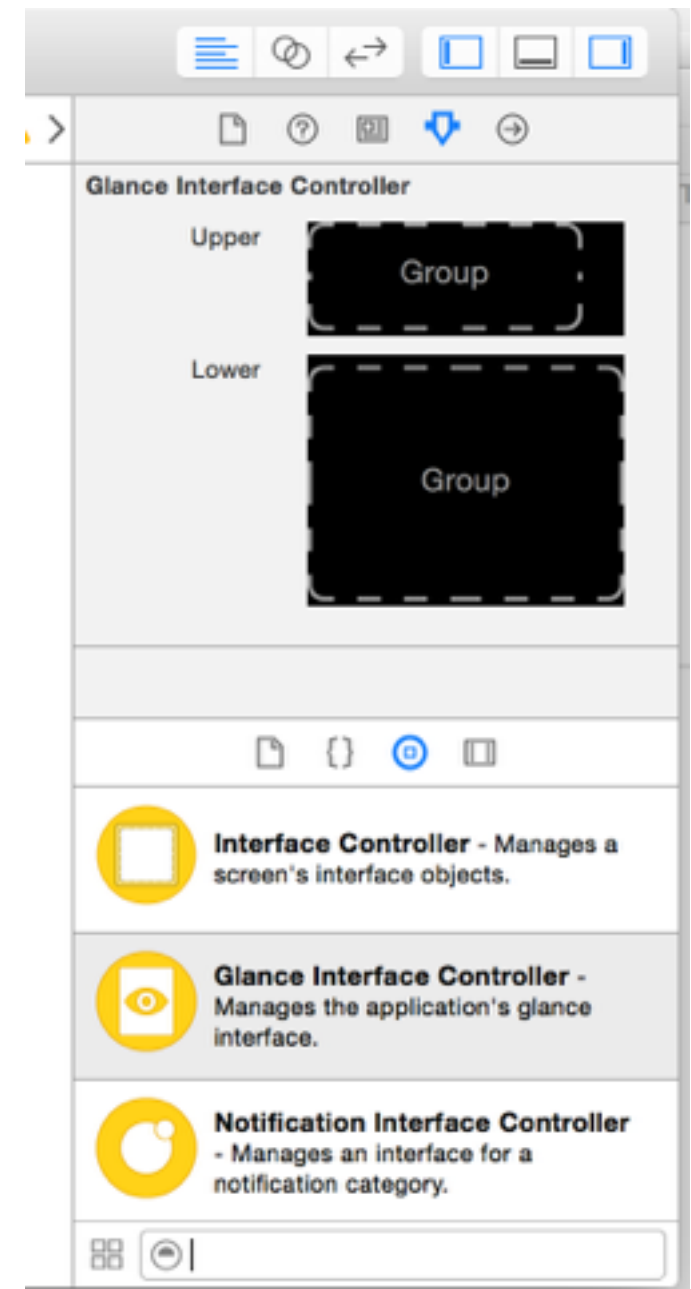 Glance Interface Controller
Upper
Group
Lower
Group
Interface Controller - Manages a
screen's interface objects.
Glance Interface Controller -
Manages the application's glance
interface.
Notification Interface Controller
- Manages an interface for a
notification category.